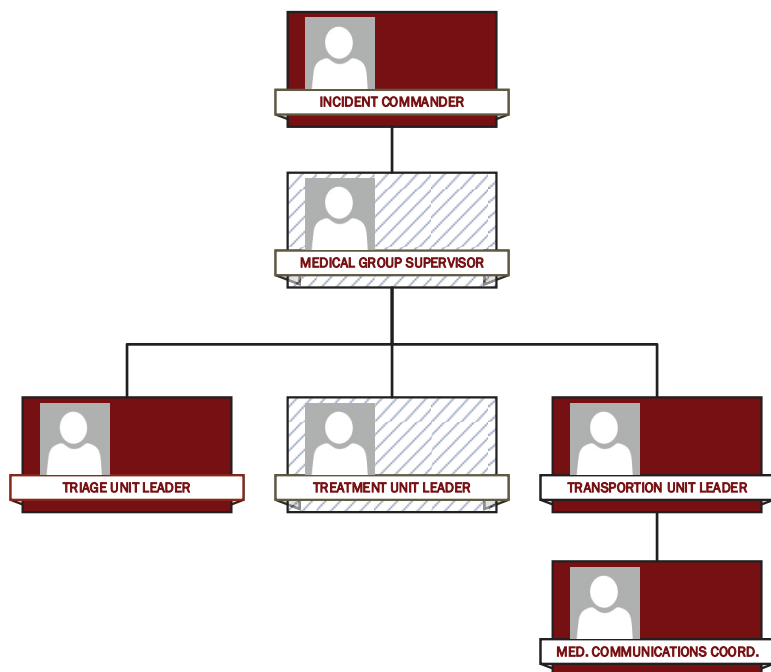 INCIDENT COMMANDER
MEDICAL GROUP SUPERVISOR
TRIAGE UNIT LEADER
TREATMENT UNIT LEADER
TRANSPORTION UNIT LEADER
MED. COMMUNICATIONS COORD.